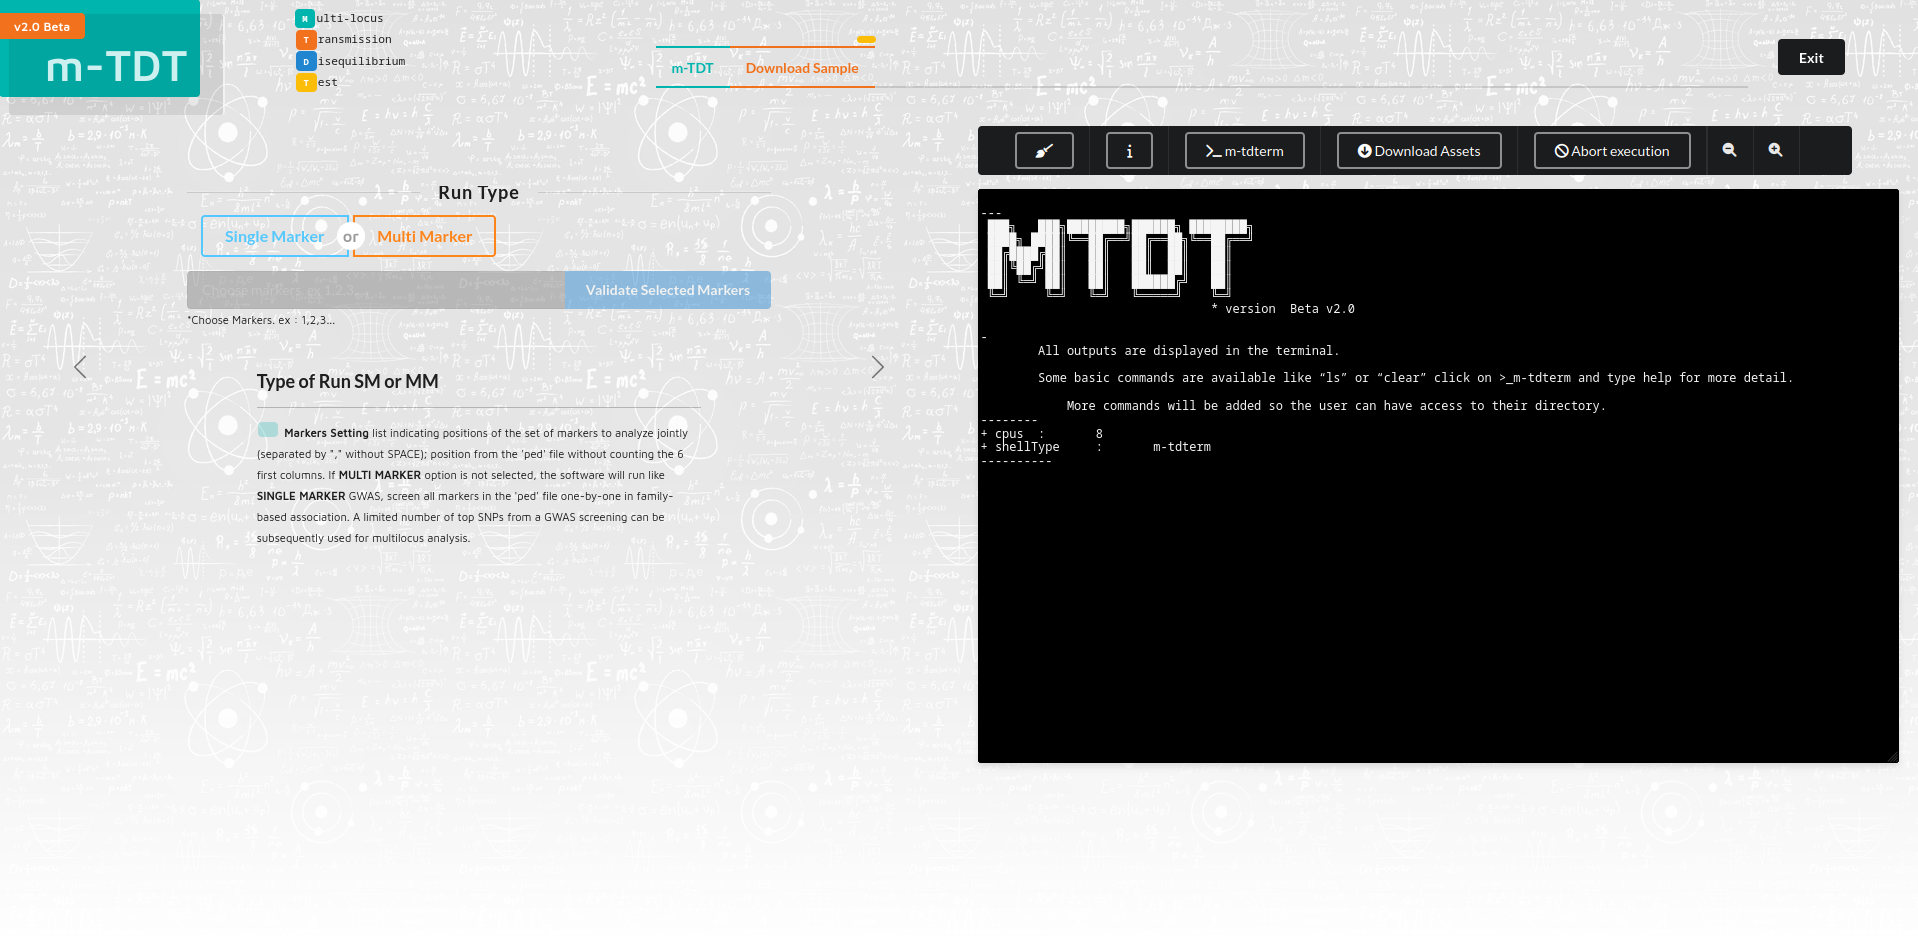 v2.0 Beta
m-TDT
M ulti-locus
T ransmission
D isequilibrium
T est
m-TDT
Download Sample
Exit
m-tdterm
Download Assets
Abort execution
Run Type
Single Marker
or
Multi Marker
Choose markers, ex : 1,2,3...
Validate Selected Markers
*Choose Markers. ex : 1,2,3...
Type of Run SM or MM
Markers Setting list indicating positions of the set of markers to analyze jointly
(separated by "," without SPACE); position from the 'ped' file without counting the 6
first columns. If MULTI MARKER option is not selected, the software will run like
SINGLE MARKER GWAS, screen all markers in the 'ped' file one-by-one in family-
based association. A limited number of top SNPs from a GWAS screening can be
subsequently used for multilocus analysis.
---
MTDT
* version  Beta v2.0
-
All outputs are displayed in the terminal.
Some basic commands are available like “ls” or “clear” click on >_m-tdterm and type help for more detail.
More commands will be added so the user can have access to their directory.
--------
+ cpus  :       8
+ shellType     :       m-tdterm
----------